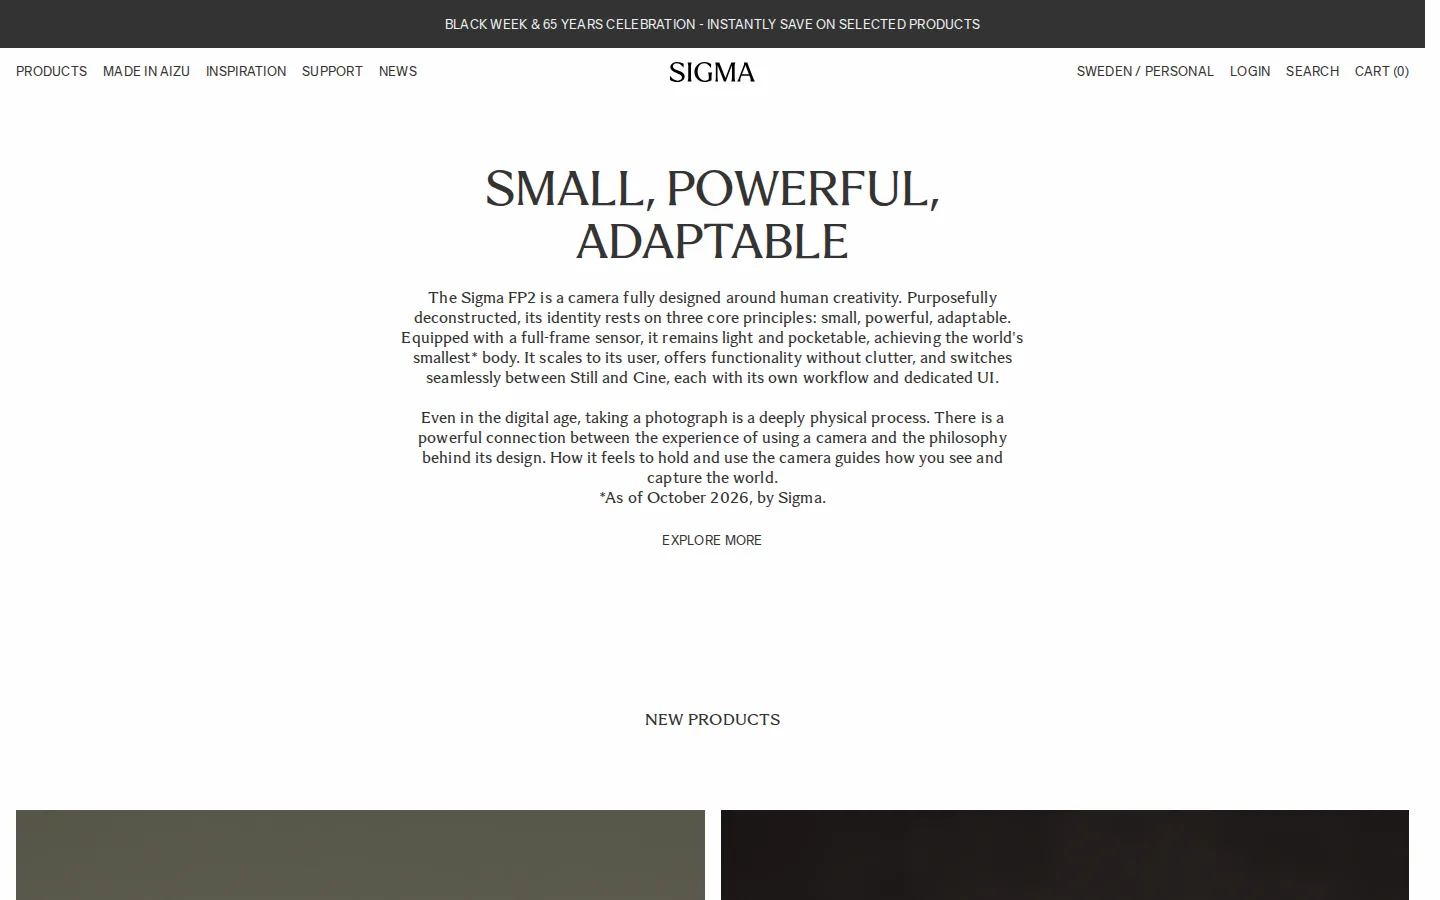 BLACK WEEK & 65 YEARS CELEBRATION - INSTANTLY SAVE ON SELECTED PRODUCTS
PRODUCTS MADE IN AIZU INSPIRATION SUPPORT NEWS SIGMA SWEDEN / PERSONAL LOGIN SEARCH CART (0)
SMALL, POWERFUL,
ADAPTABLE
The Sigma FP2 is a camera fully designed around human creativity. Purposefully
deconstructed, its identity rests on three core principles: small, powerful, adaptable.
Equipped with a full-frame sensor, it remains light and pocketable, achieving the world's
smallest* body. It scales to its user, offers functionality without clutter, and switches
seamlessly between Still and Cine, each with its own workflow and dedicated UI.
Even in the digital age, taking a photograph is a deeply physical process. There is a
powerful connection between the experience of using a camera and the philosophy
behind its design. How it feels to hold and use the camera guides how you see and
capture the world.
*As of October 2026, by Sigma.
EXPLORE MORE
NEW PRODUCTS